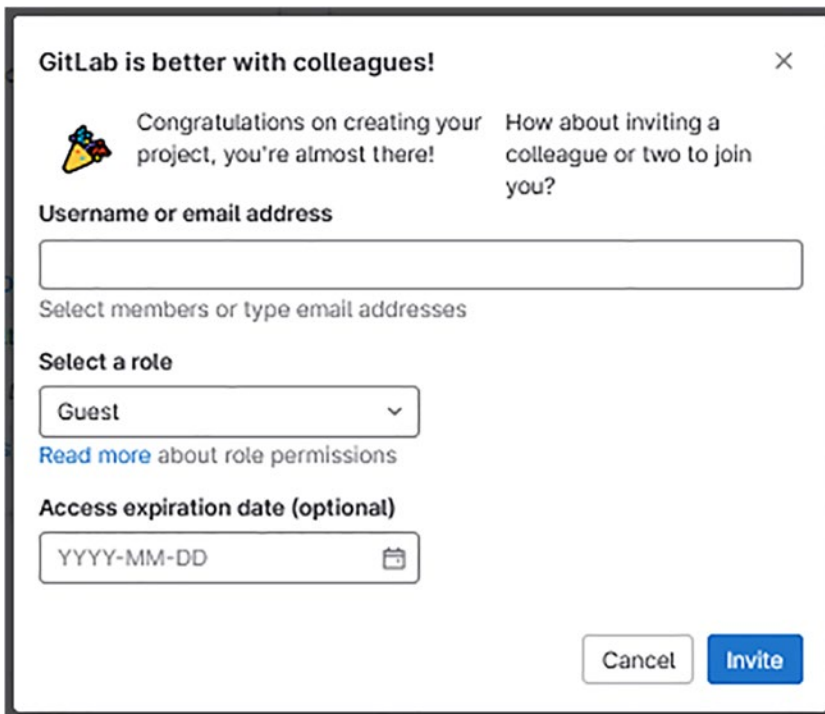 GitLab is better with colleagues!
Congratulations on creating your
project, you're almost there!
How about inviting a
colleague or two to join
you?
Username or email address
Select members or type email addresses
Select a role
Guest
Read more about role permissions
Access expiration date (optional)
YYYY-MM-DD
Cancel
Invite